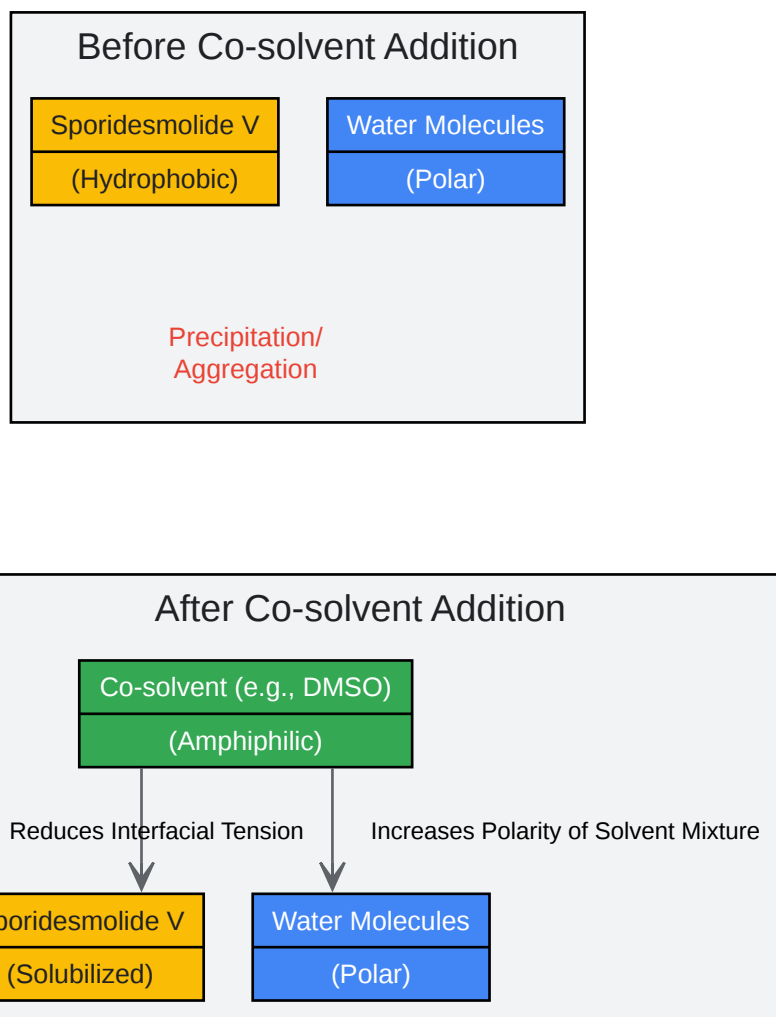 Before Co-solvent Addition
Sporidesmolide V
Water Molecules
(Hydrophobic)
(Polar)
Precipitation/
Aggregation
After Co-solvent Addition
Co-solvent (e.g., DMSO)
(Amphiphilic)
Reduces Interfacial Tension
Increases Polarity of Solvent Mixture
poridesmolide V
Water Molecules
(Solubilized)
(Polar)